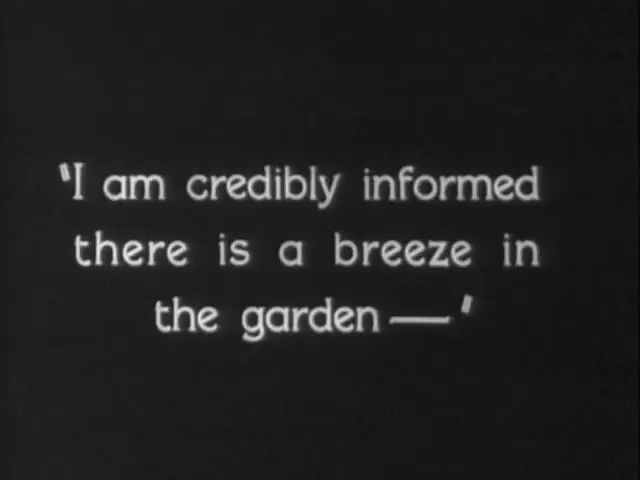 'I am credibly informed
there is a breeze in
the garden — '